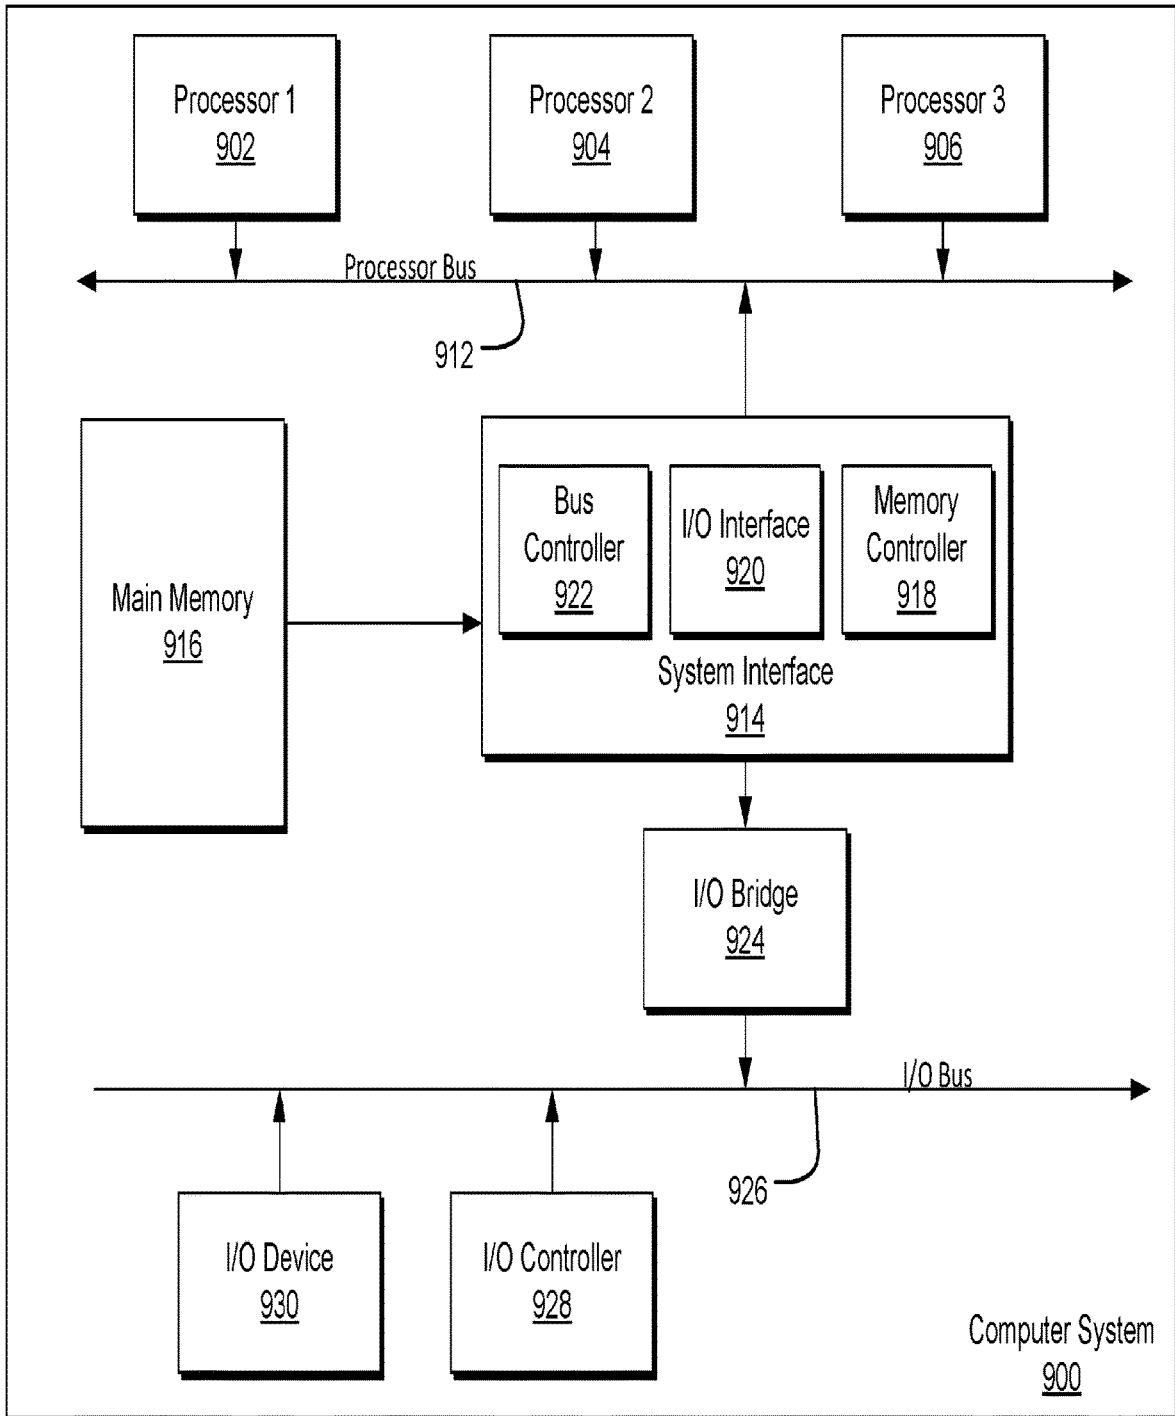 Processor 1
902
Processor 2
904
Processor 3
906
Processor Bus
912
Main Memory
916
Bus
Controller
922
I/O Interface
920
Memory
Controller
918
System Interface
914
I/O Bridge
924
I/O Bus
926
I/O Device
930
I/O Controller
928
Computer System
900